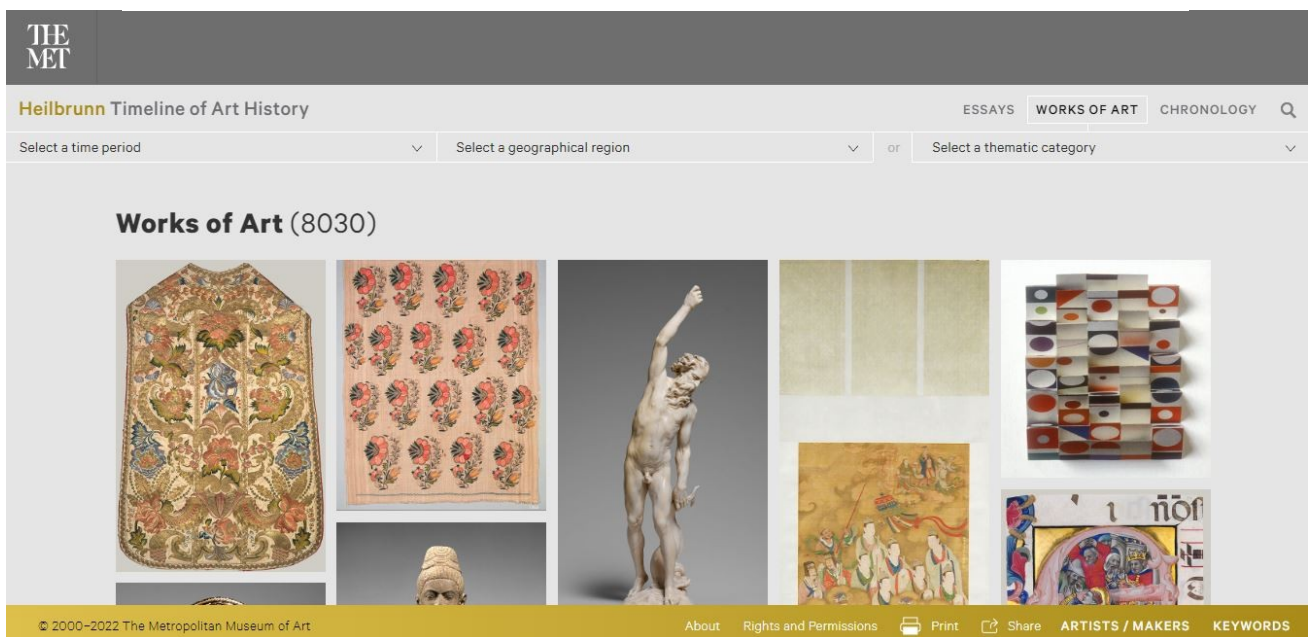 THE
MET
Heilbrunn Timeline of Art History
ESSAYS WORKS OF ART CHRONOLOGY
Select a time period
Select a geographical region
or
Select a thematic category
Works of Art (8030)
© 2000–2022 The Metropolitan Museum of Art
About Rights and Permissions Print Share ARTISTS / MAKERS KEYWORDS